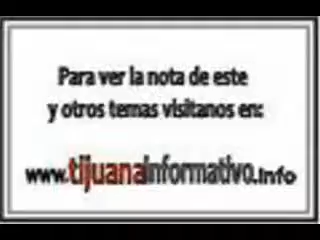 Para ver la nota de este
y otros temas visitanos en:
www.tijuanainformativo.info